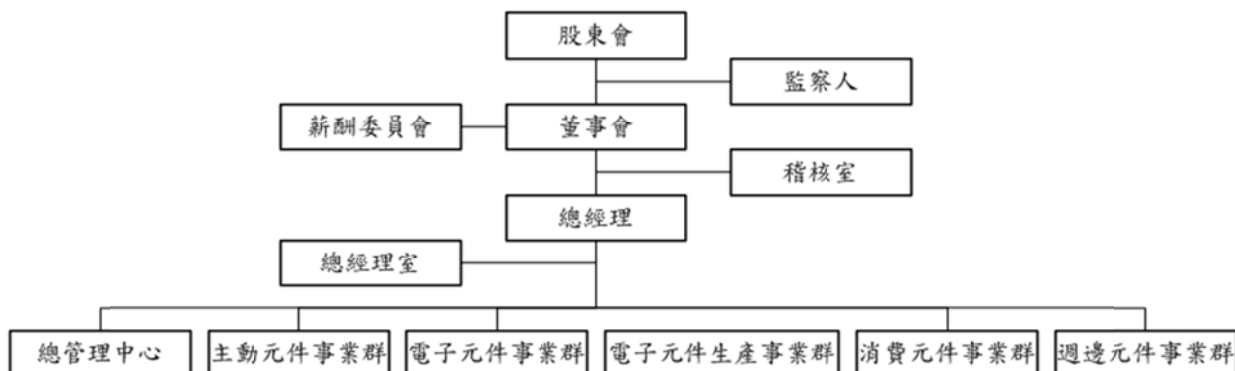 股東會
監察人
薪酬委員會
董事會
稽核室
總經理
總經理室
總管理中心
主動元件事業群
電子元件事業群
電子元件生產事業群
消費元件事業群
週邊元件事業群